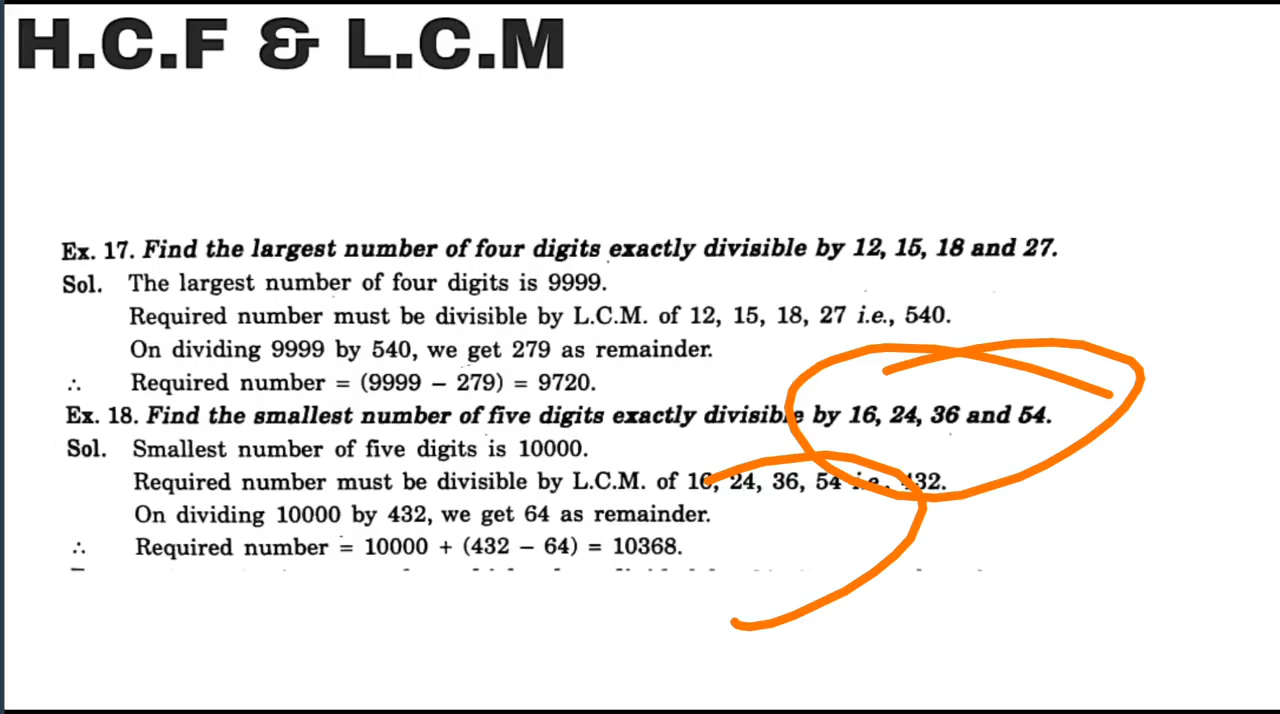 H.C.F & L.C.M
Ex. 17. Find the largest number of four digits exactly divisible by 12, 15, 18 and 27.
Sol. The largest number of four digits is 9999.
Required number must be divisible by L.C.M. of 12, 15, 18, 27 i.e., 540.
On dividing 9999 by 540, we get 279 as remainder.
∴ Required number = (9999 – 279) = 9720.
Ex. 18. Find the smallest number of five digits exactly divisible by 16, 24, 36 and 54.
Sol. Smallest number of five digits is 10000.
Required number must be divisible by L.C.M. of 16, 24, 36, 54 i.e., 432.
On dividing 10000 by 432, we get 64 as remainder.
∴ Required number = 10000 + (432 – 64) = 10368.